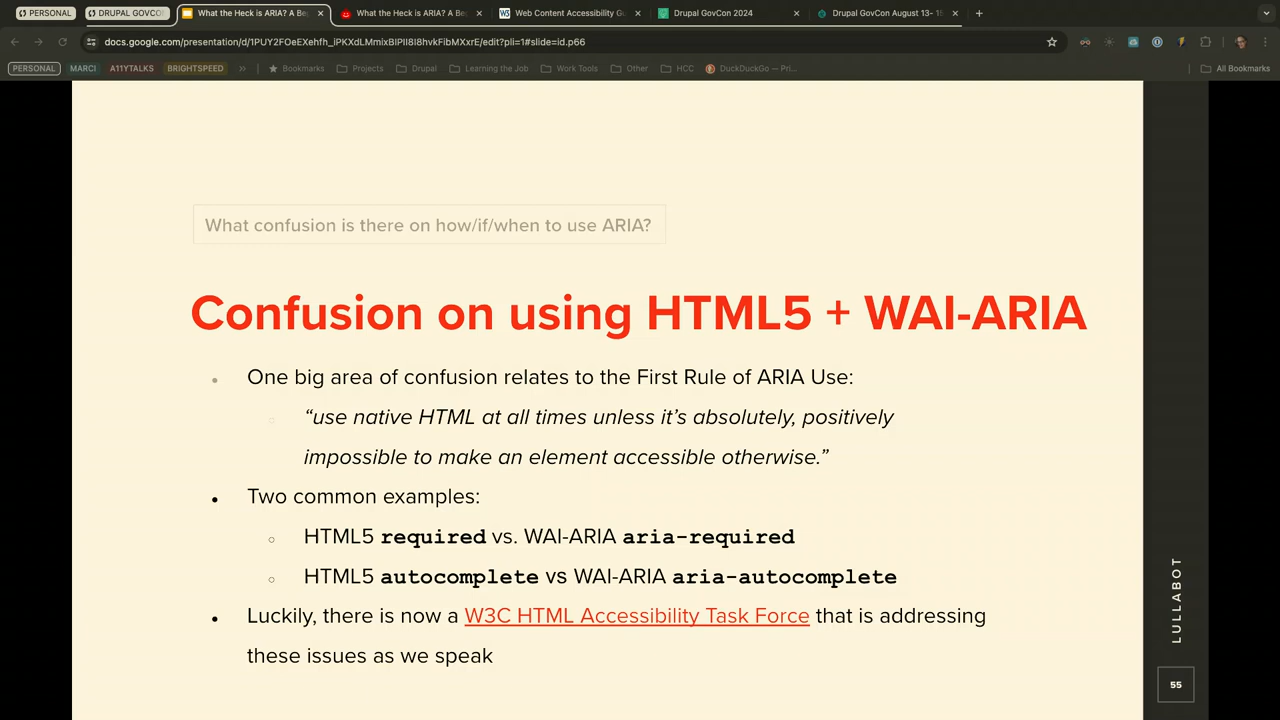 PERSONAL
DRUPAL GOVCO
What the Heck is ARIA? A Be
What the Heck is ARIA? A Be
Web Content Accessibility Gu
Drupal GovCon 2024
Drupal GovCon August 13- 15
docs.google.com/presentation/d/1PUY2FOeEXehfh_iPKXdLMmixBIPII8I8hvkFibMXxrE/edit?pli=1#slide=id.p66
PERSONAL
MARCI
A11YTALKS
BRIGHTSPEED
Bookmarks
Projects
Drupal
Learning the Job
Work Tools
Other
HCC
DuckDuckGo — Pri...
All Bookmarks
What confusion is there on how/if/when to use ARIA?
Confusion on using HTML5 + WAI-ARIA
One big area of confusion relates to the First Rule of ARIA Use:
“use native HTML at all times unless it’s absolutely, positively
impossible to make an element accessible otherwise.”
Two common examples:
HTML5 required vs. WAI-ARIA aria-required
HTML5 autocomplete vs WAI-ARIA aria-autocomplete
Luckily, there is now a W3C HTML Accessibility Task Force that is addressing
these issues as we speak
LULLABOT
55